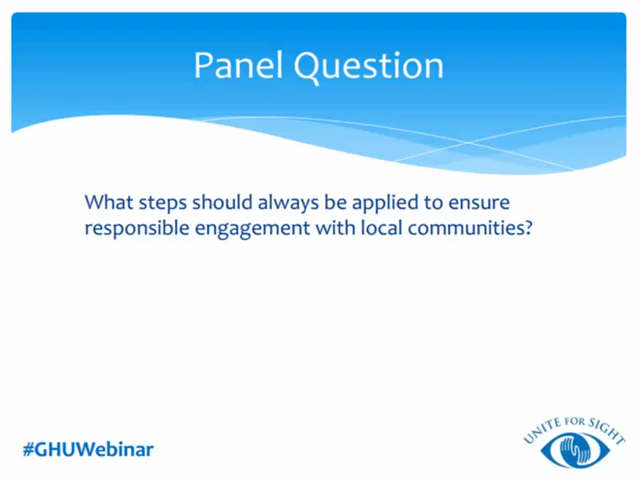 Panel Question
What steps should always be applied to ensure
responsible engagement with local communities?
#GHUWebinar
UNITE FOR SIGHT